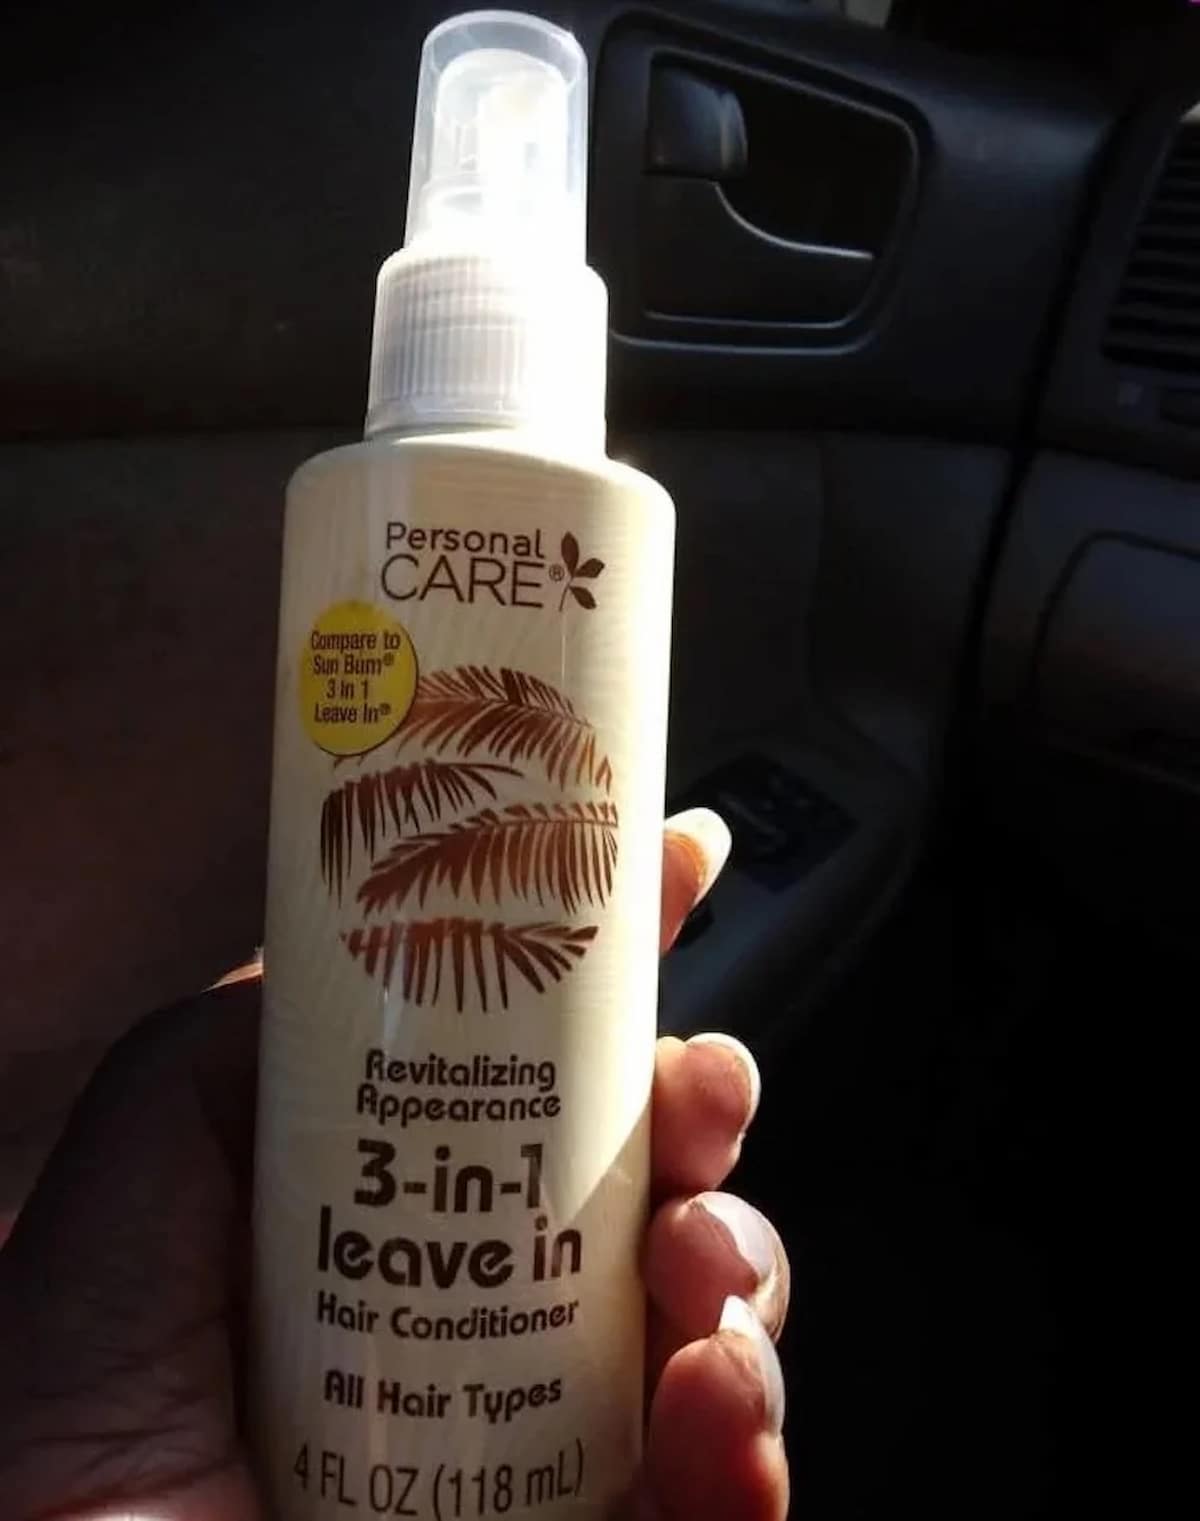 Personal
CARE®
Compare to
Sun Bum®
3 in 1
Leave In®
Revitalizing
Appearance
3-in-1
leave in
Hair Conditioner
All Hair Types
4 FL OZ (118 mL)